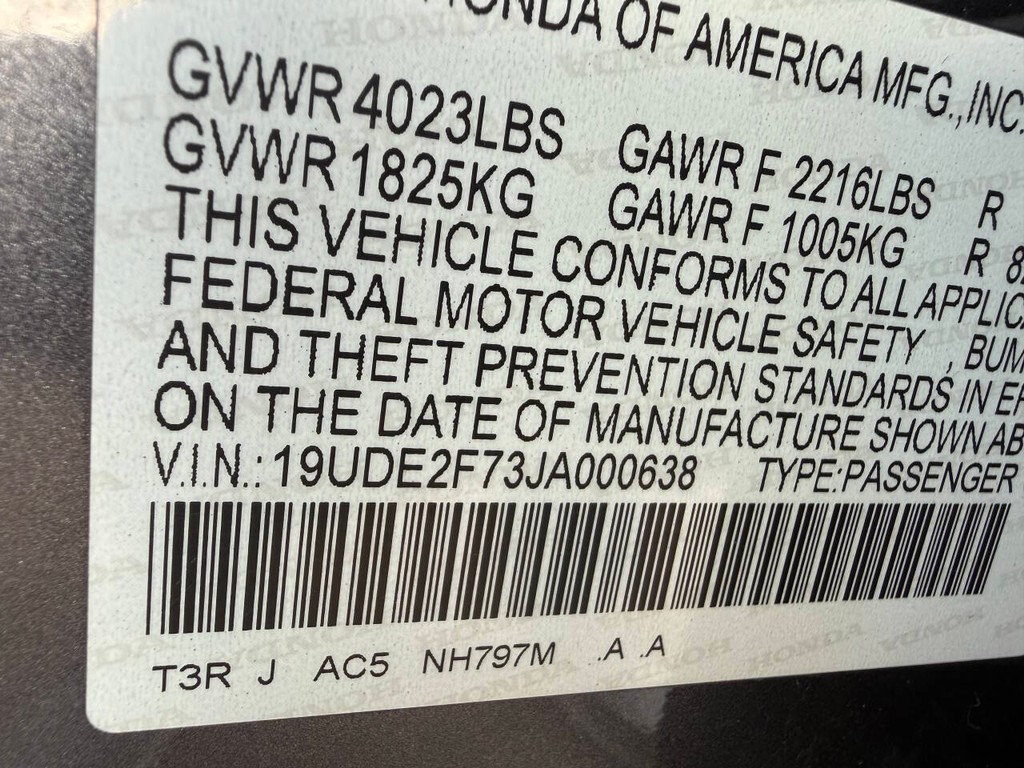 HONDA OF AMERICA MFG., INC.
GVWR 4023LBS GAWR F 2216LBS R
GVWR 1825KG GAWR F 1005KG R 8
THIS VEHICLE CONFORMS TO ALL APPLIC
FEDERAL MOTOR VEHICLE SAFETY , BUM
AND THEFT PREVENTION STANDARDS IN EF
ON THE DATE OF MANUFACTURE SHOWN AB
V.I.N.: 19UDE2F73JA000638 TYPE:PASSENGER
T3R J AC5 NH797M .A .A